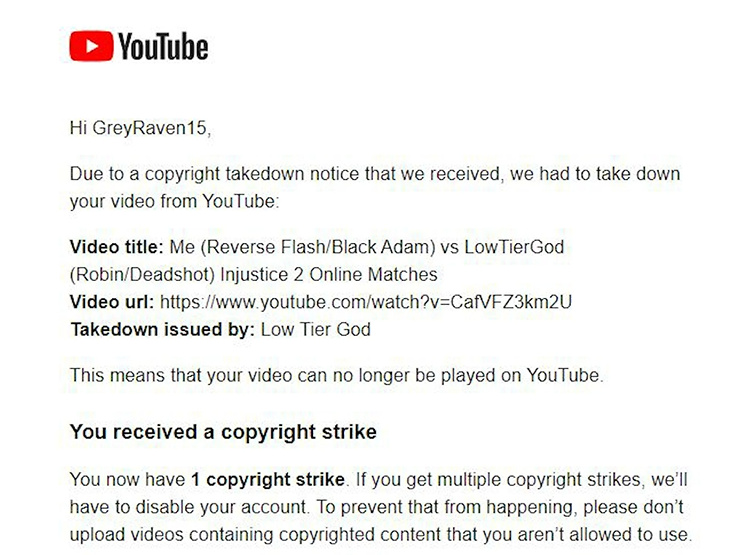 YouTube
Hi GreyRaven15,
Due to a copyright takedown notice that we received, we had to take down
your video from YouTube:
Video title: Me (Reverse Flash/Black Adam) vs LowTierGod
(Robin/Deadshot) Injustice 2 Online Matches
Video url: https://www.youtube.com/watch?v=CafVFZ3km2U
Takedown issued by: Low Tier God
This means that your video can no longer be played on YouTube.
You received a copyright strike
You now have 1 copyright strike. If you get multiple copyright strikes, we'll
have to disable your account. To prevent that from happening, please don't
upload videos containing copyrighted content that you aren't allowed to use.